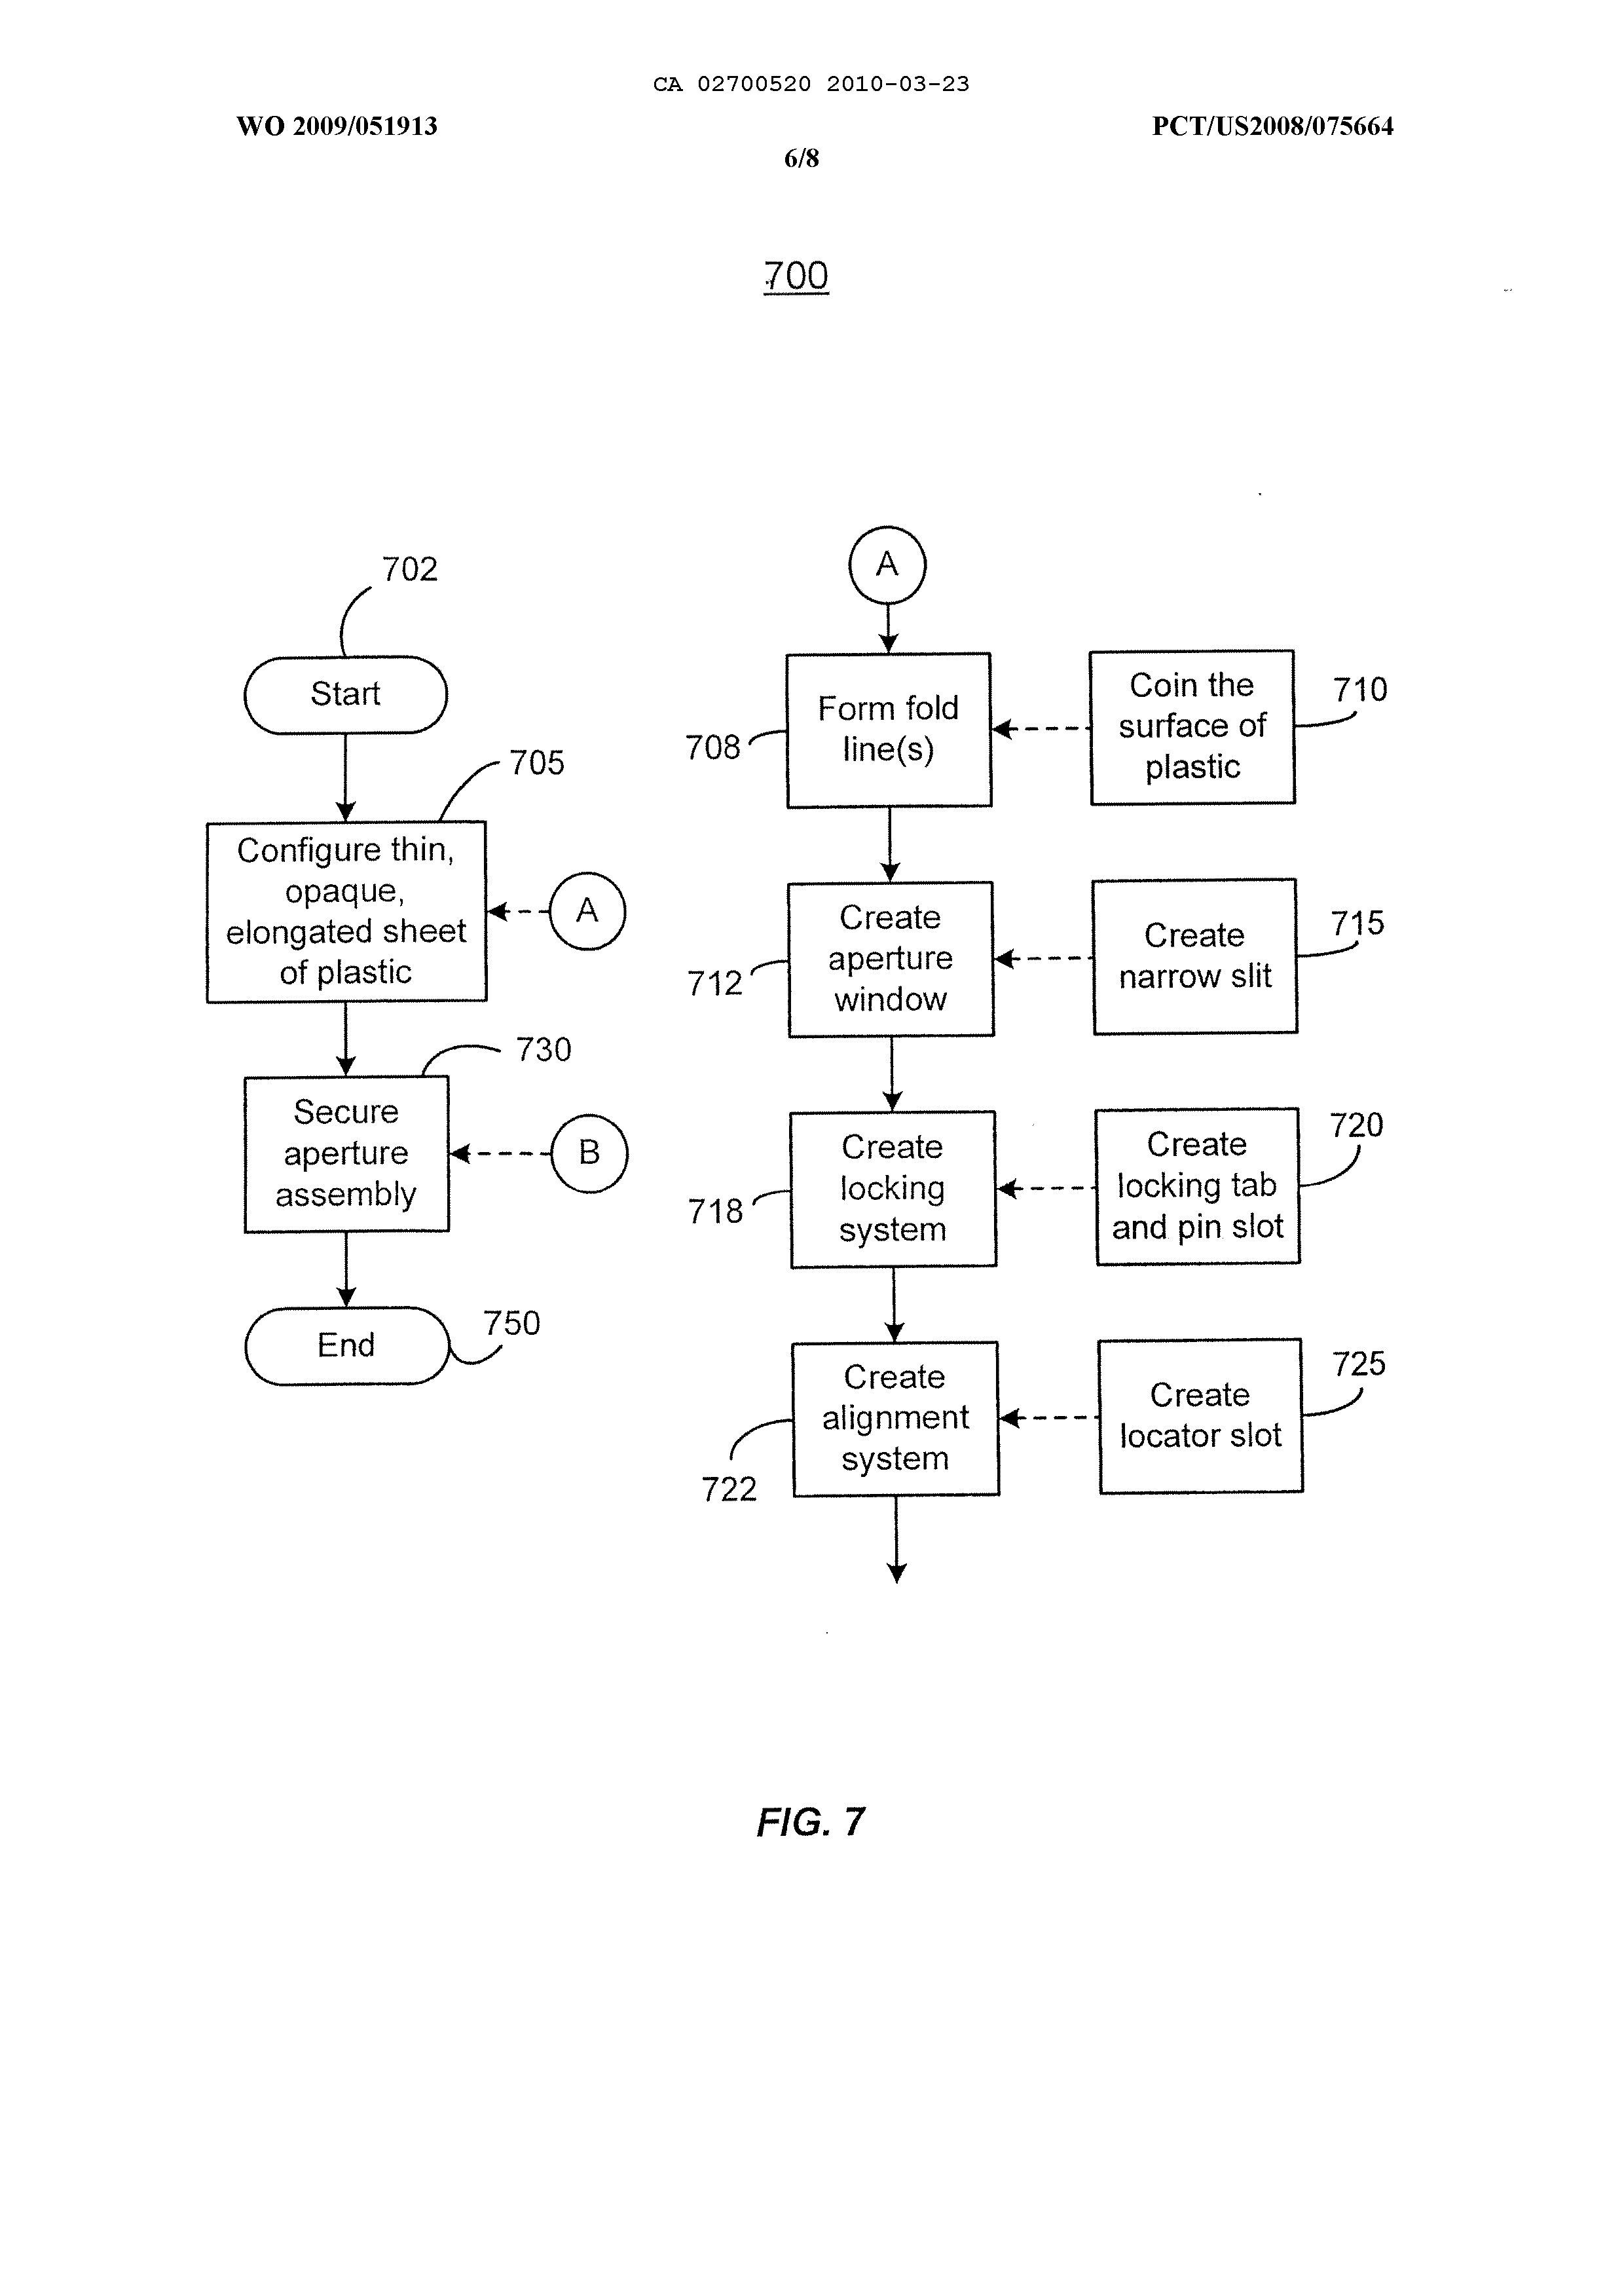 CA 02700520 2010-03-23
WO 2009/051913
PCT/US2008/075664
6/8
700
702
Start
705
Configure thin,
opaque,
elongated sheet
of plastic
A
730
Secure
aperture
assembly
B
End
750
A
Form fold
line(s)
708
Coin the
surface of
plastic
710
Create
aperture
window
712
Create
narrow slit
715
Create
locking
system
718
Create
locking tab
and pin slot
720
Create
alignment
system
722
Create
locator slot
725
FIG. 7